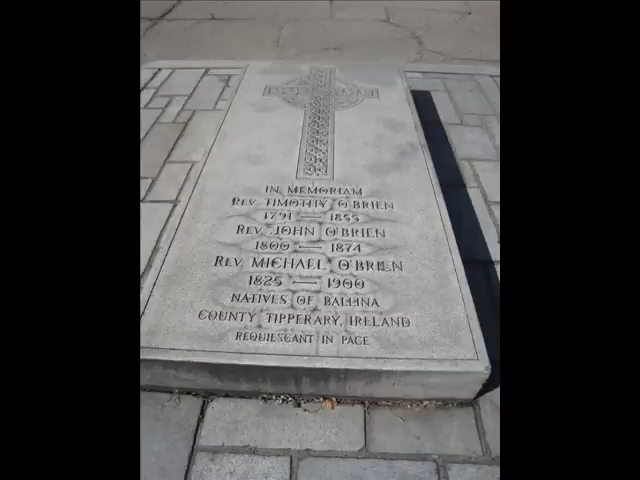 IN MEMORIAM
REV. TIMOTHY O'BRIEN
1791 — 1855
REV. JOHN O'BRIEN
1800 — 1874
REV. MICHAEL O'BRIEN
1825 — 1900
NATIVES OF BALLINA
COUNTY TIPPERARY, IRELAND
REQUIESCANT IN PACE